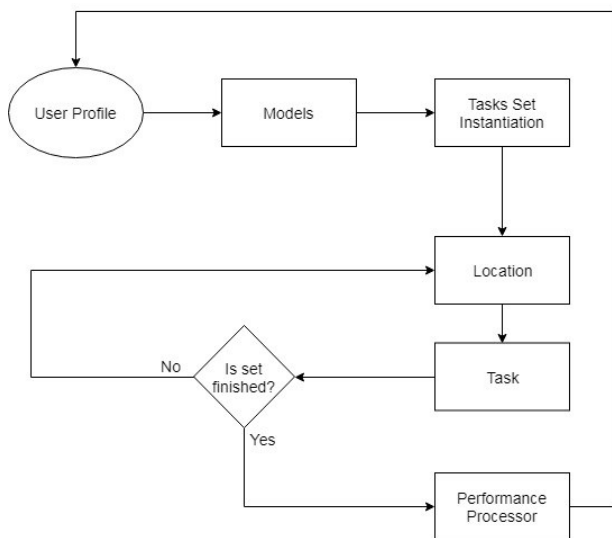 User Profile
Models
Tasks Set
Instantiation
Location
No
Is set
finished?
Task
Yes
Performance
Processor